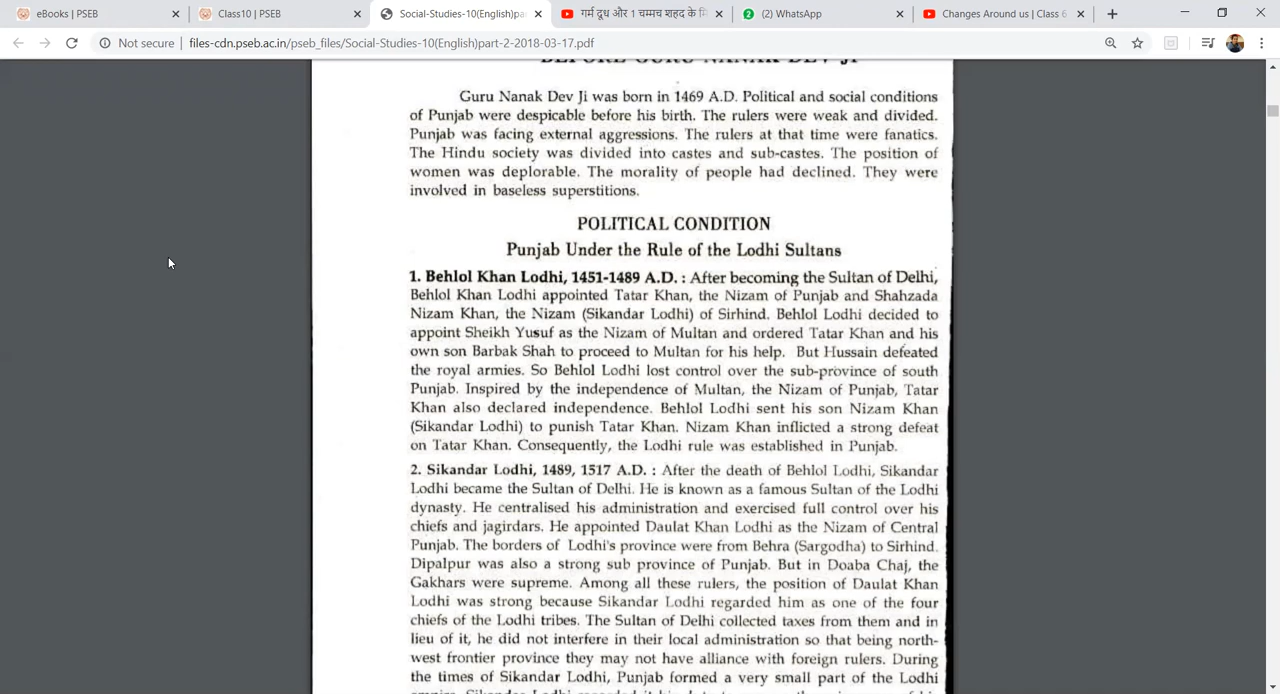 eBooks | PSEB
Class10 | PSEB
Social-Studies-10(English)par
गर्म दूध और 1 चम्मच शहद के मि
(2) WhatsApp
Changes Around us | Class 6
Not secure | files-cdn.pseb.ac.in/pseb_files/Social-Studies-10(English)part-2-2018-03-17.pdf
BEFORE GURU NANAK DEV JI
Guru Nanak Dev Ji was born in 1469 A.D. Political and social conditions
of Punjab were despicable before his birth. The rulers were weak and divided.
Punjab was facing external aggressions. The rulers at that time were fanatics.
The Hindu society was divided into castes and sub-castes. The position of
women was deplorable. The morality of people had declined. They were
involved in baseless superstitions.
POLITICAL CONDITION
Punjab Under the Rule of the Lodhi Sultans
1. Behlol Khan Lodhi, 1451-1489 A.D. : After becoming the Sultan of Delhi,
Behlol Khan Lodhi appointed Tatar Khan, the Nizam of Punjab and Shahzada
Nizam Khan, the Nizam (Sikandar Lodhi) of Sirhind. Behlol Lodhi decided to
appoint Sheikh Yusuf as the Nizam of Multan and ordered Tatar Khan and his
own son Barbak Shah to proceed to Multan for his help. But Hussain defeated
the royal armies. So Behlol Lodhi lost control over the sub-province of south
Punjab. Inspired by the independence of Multan, the Nizam of Punjab, Tatar
Khan also declared independence. Behlol Lodhi sent his son Nizam Khan
(Sikandar Lodhi) to punish Tatar Khan. Nizam Khan inflicted a strong defeat
on Tatar Khan. Consequently, the Lodhi rule was established in Punjab.
2. Sikandar Lodhi, 1489, 1517 A.D. : After the death of Behlol Lodhi, Sikandar
Lodhi became the Sultan of Delhi. He is known as a famous Sultan of the Lodhi
dynasty. He centralised his administration and exercised full control over his
chiefs and jagirdars. He appointed Daulat Khan Lodhi as the Nizam of Central
Punjab. The borders of Lodhi's province were from Behra (Sargodha) to Sirhind.
Dipalpur was also a strong sub province of Punjab. But in Doaba Chaj, the
Gakhars were supreme. Among all these rulers, the position of Daulat Khan
Lodhi was strong because Sikandar Lodhi regarded him as one of the four
chiefs of the Lodhi tribes. The Sultan of Delhi collected taxes from them and in
lieu of it, he did not interfere in their local administration so that being north-
west frontier province they may not have alliance with foreign rulers. During
the times of Sikandar Lodhi, Punjab formed a very small part of the Lodhi